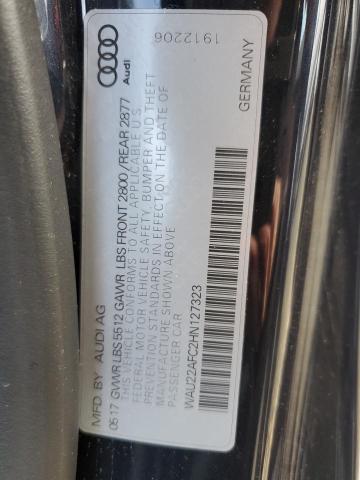 MFD. BY AUDI AG
0517 GVWR LBS 5512 GAWR LBS FRONT 2800 / REAR 2877
THIS VEHICLE CONFORMS TO ALL APPLICABLE U.S.
FEDERAL MOTOR VEHICLE SAFETY, BUMPER AND THEFT
PREVENTION STANDARDS IN EFFECT ON THE DATE OF
MANUFACTURE SHOWN ABOVE
PASSENGER CAR
WAU22AFC2HN127323
Audi
1912206
GERMANY